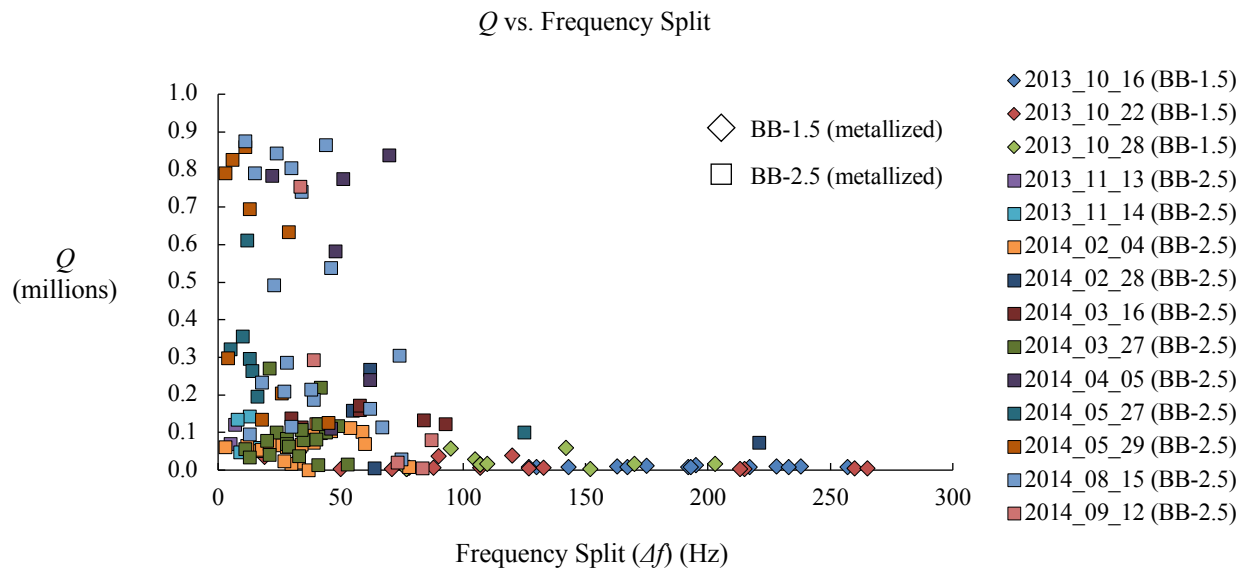 Q vs. Frequency Split
1.0
0.9
0.8
0.7
0.6
0.5
0.4
0.3
0.2
0.1
0.0
Q
(millions)
0 50 100 150 200 250 300
Frequency Split (Δf) (Hz)
BB-1.5 (metallized)
BB-2.5 (metallized)
2013_10_16 (BB-1.5)
2013_10_22 (BB-1.5)
2013_10_28 (BB-1.5)
2013_11_13 (BB-2.5)
2013_11_14 (BB-2.5)
2014_02_04 (BB-2.5)
2014_02_28 (BB-2.5)
2014_03_16 (BB-2.5)
2014_03_27 (BB-2.5)
2014_04_05 (BB-2.5)
2014_05_27 (BB-2.5)
2014_05_29 (BB-2.5)
2014_08_15 (BB-2.5)
2014_09_12 (BB-2.5)